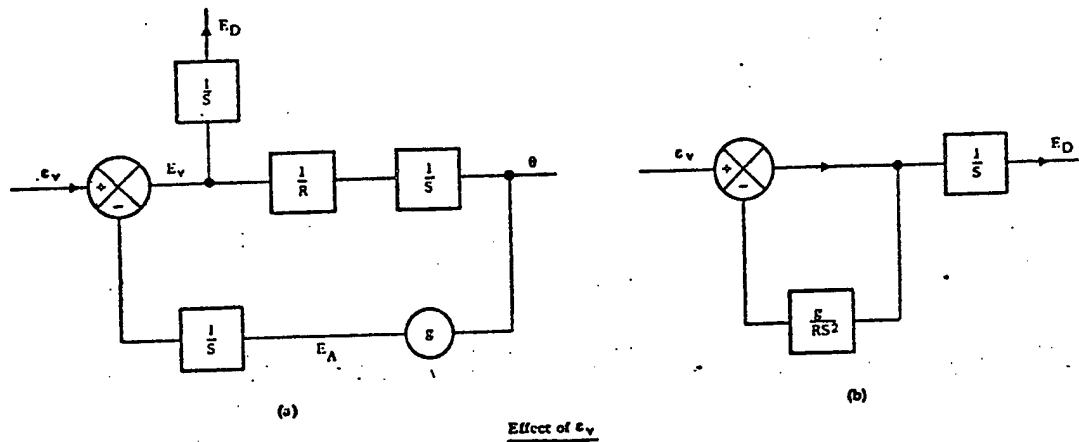 E_D
1/S
ε_v
+
−
E_v
1/R
1/S
θ
1/S
E_A
g
(a)
ε_v
+
−
1/S
E_D
g/RS²
(b)
Effect of ε_v